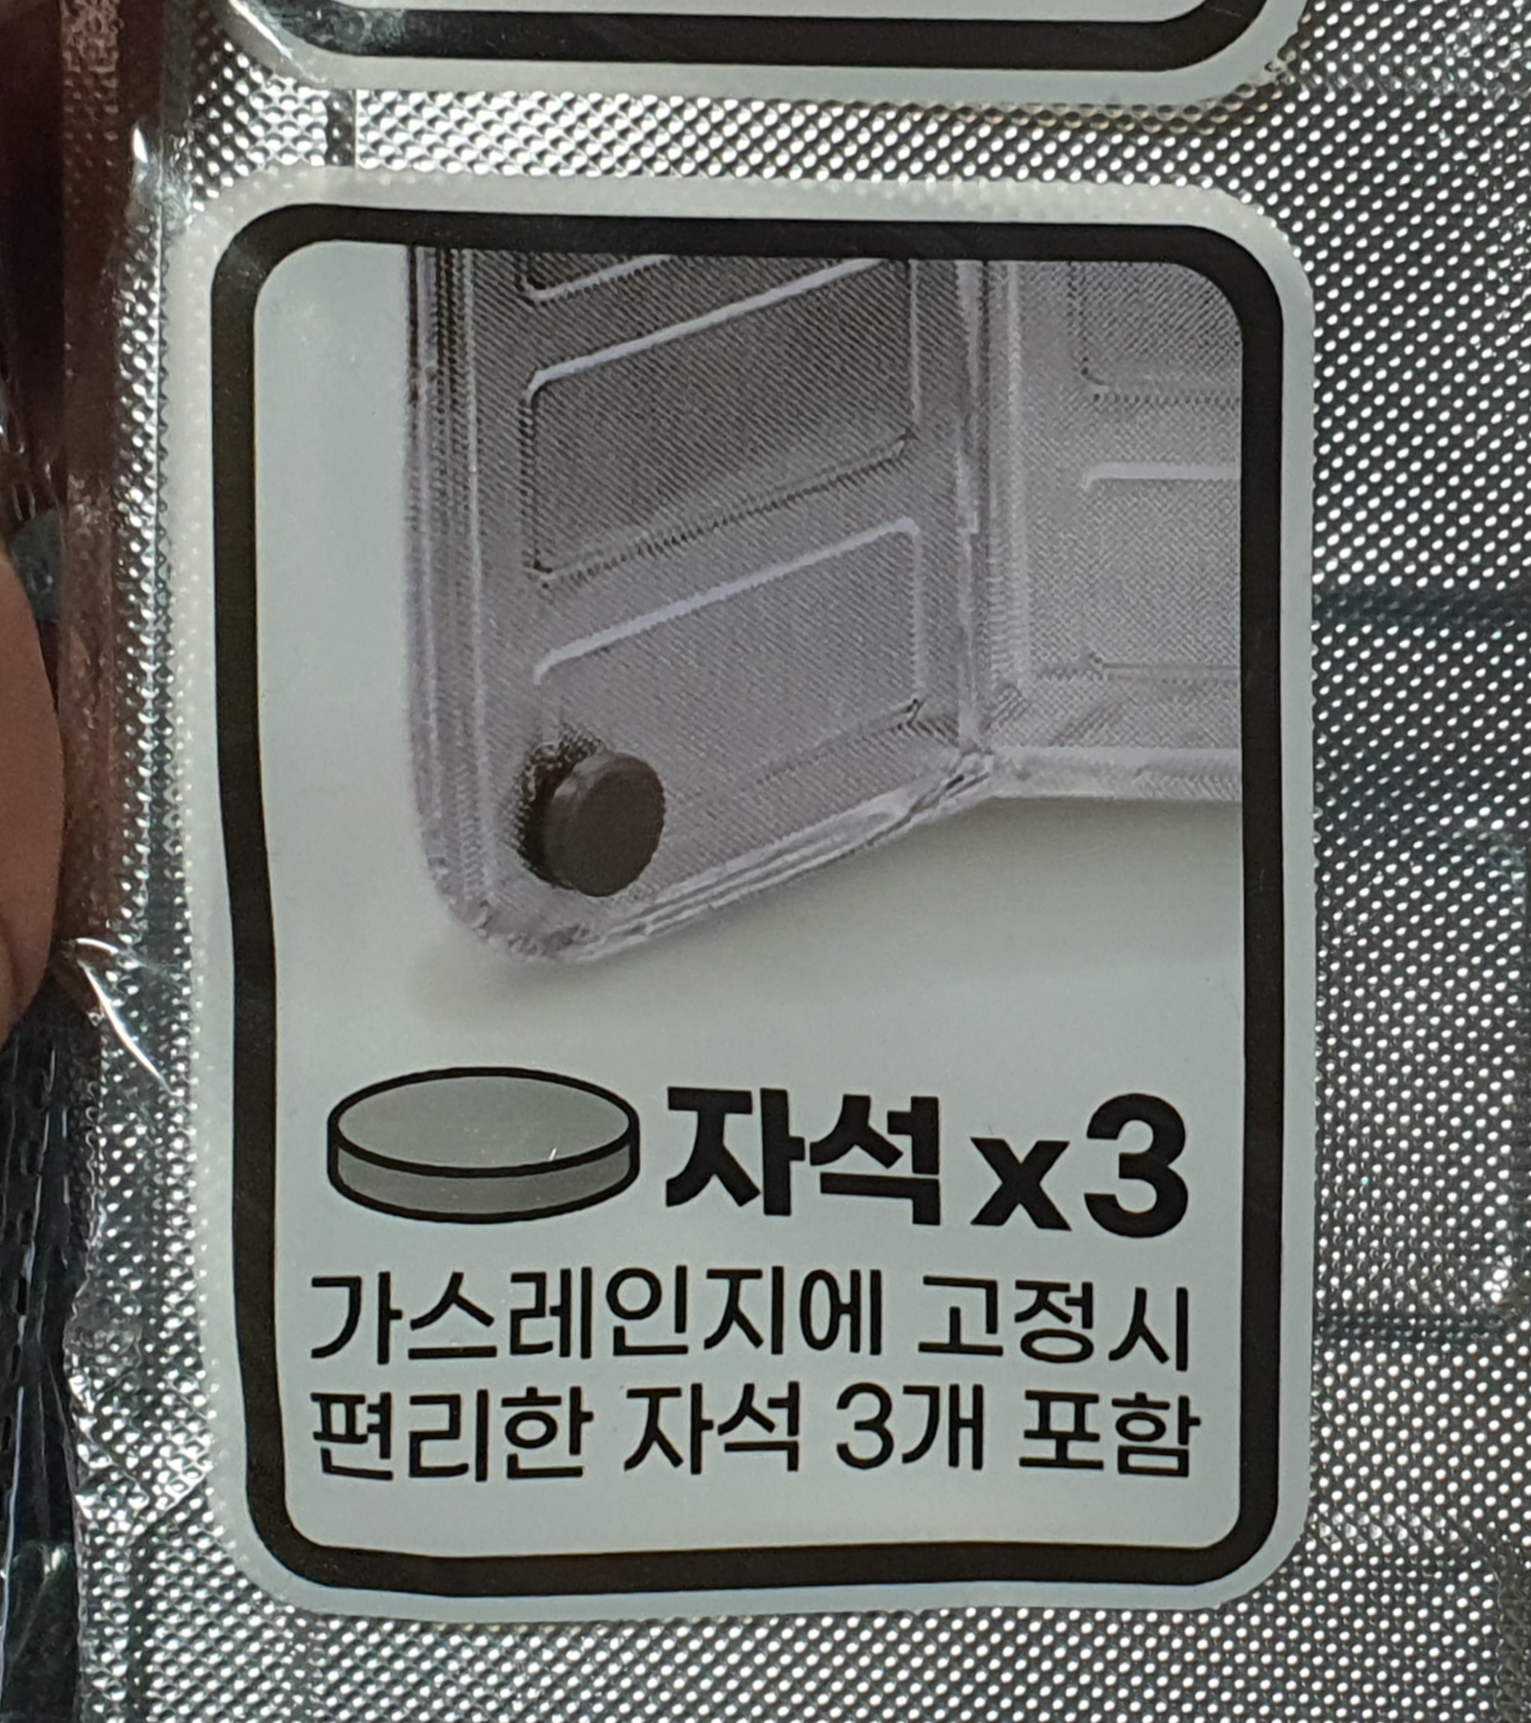 자석x3
가스레인지에 고정시
편리한 자석 3개 포함